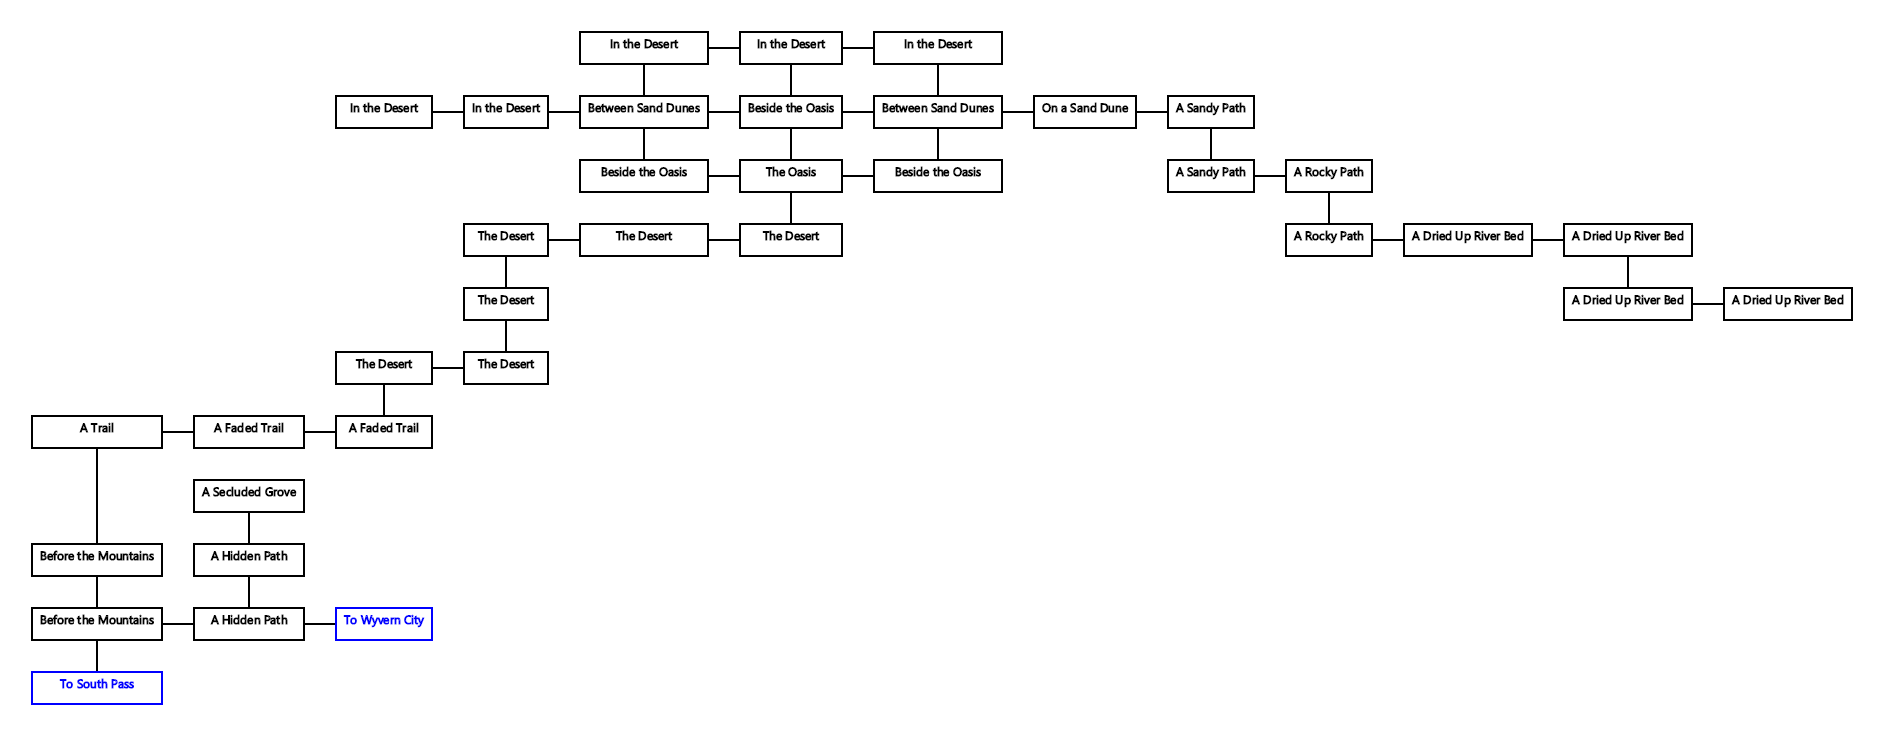 In the Desert
In the Desert
In the Desert
In the Desert
In the Desert
Between Sand Dunes
Beside the Oasis
Between Sand Dunes
On a Sand Dune
A Sandy Path
Beside the Oasis
The Oasis
Beside the Oasis
A Sandy Path
A Rocky Path
The Desert
The Desert
The Desert
A Rocky Path
A Dried Up River Bed
A Dried Up River Bed
The Desert
A Dried Up River Bed
A Dried Up River Bed
The Desert
The Desert
A Trail
A Faded Trail
A Faded Trail
A Secluded Grove
Before the Mountains
A Hidden Path
Before the Mountains
A Hidden Path
To Wyvern City
To South Pass